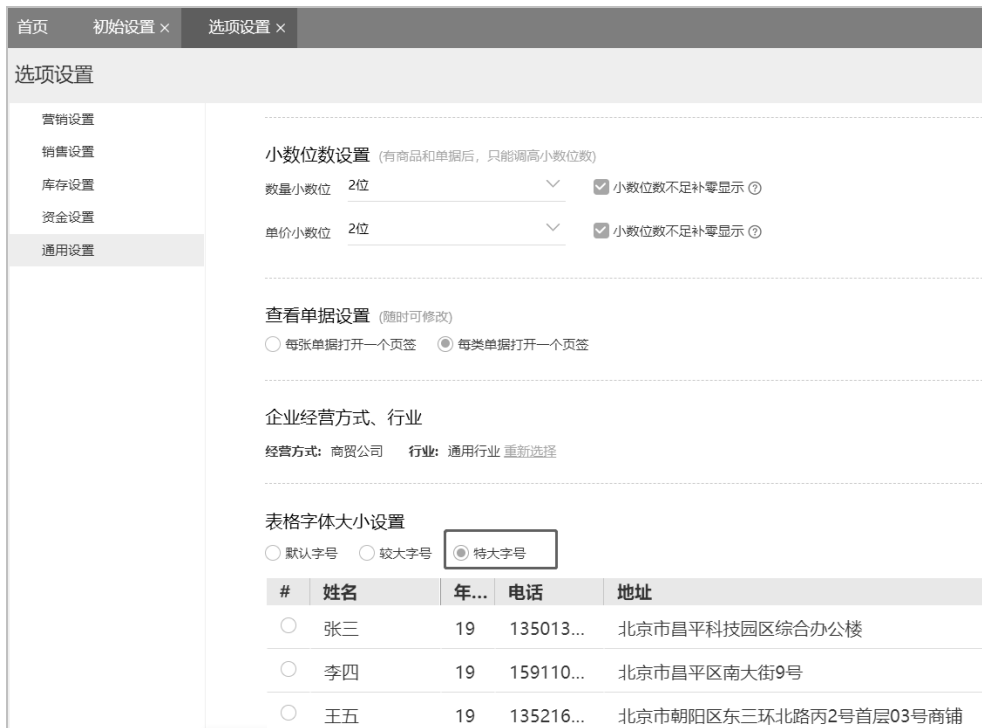 首页 初始设置 × 选项设置 ×
选项设置
营销设置
销售设置
库存设置
资金设置
通用设置
小数位数设置 (有商品和单据后，只能调高小数位数)
数量小数位 2位 小数位数不足补零显示 ?
单价小数位 2位 小数位数不足补零显示 ?
查看单据设置 (随时可修改)
每张单据打开一个页签 每类单据打开一个页签
企业经营方式、行业
经营方式: 商贸公司 行业: 通用行业 重新选择
表格字体大小设置
默认字号 较大字号 特大字号
# 姓名 年... 电话 地址
张三 19 135013... 北京市昌平科技园区综合办公楼
李四 19 159110... 北京市昌平区南大街9号
王五 19 135216... 北京市朝阳区东三环北路丙2号首层03号商铺